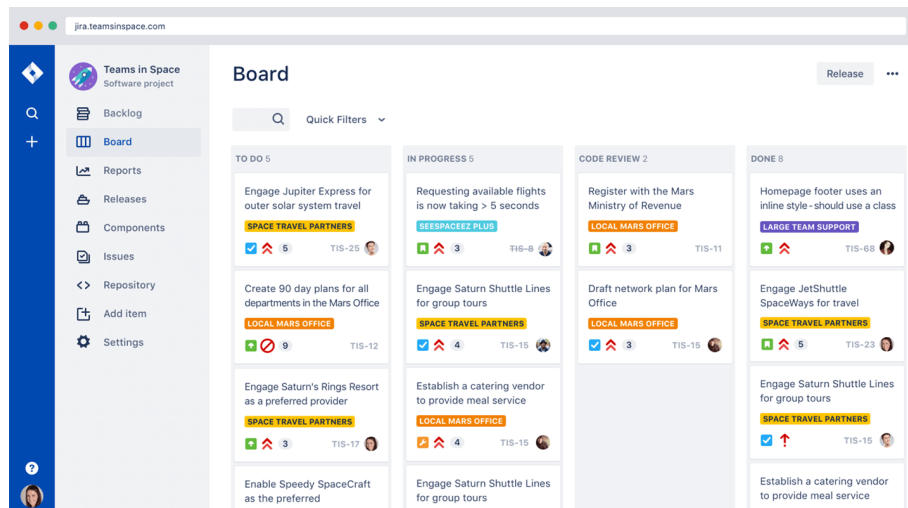 jira.teamsinspace.com
Teams in Space
Software project
Backlog
Board
Reports
Releases
Components
Issues
Repository
Add item
Settings
?
Board
Release
Quick Filters
TO DO 5
Engage Jupiter Express for
outer solar system travel
SPACE TRAVEL PARTNERS
5 TIS-25
Create 90 day plans for all
departments in the Mars Office
LOCAL MARS OFFICE
9 TIS-12
Engage Saturn's Rings Resort
as a preferred provider
SPACE TRAVEL PARTNERS
3 TIS-17
Enable Speedy SpaceCraft
as the preferred
IN PROGRESS 5
Requesting available flights
is now taking > 5 seconds
SEESPACEEZ PLUS
3 TIS-8
Engage Saturn Shuttle Lines
for group tours
SPACE TRAVEL PARTNERS
4 TIS-15
Establish a catering vendor
to provide meal service
LOCAL MARS OFFICE
4 TIS-15
Engage Saturn Shuttle Lines
for group tours
CODE REVIEW 2
Register with the Mars
Ministry of Revenue
LOCAL MARS OFFICE
3 TIS-11
Draft network plan for Mars
Office
LOCAL MARS OFFICE
3 TIS-15
DONE 8
Homepage footer uses an
inline style-should use a class
LARGE TEAM SUPPORT
TIS-68
Engage JetShuttle
SpaceWays for travel
SPACE TRAVEL PARTNERS
5 TIS-23
Engage Saturn Shuttle Lines
for group tours
SPACE TRAVEL PARTNERS
TIS-15
Establish a catering vendor
to provide meal service